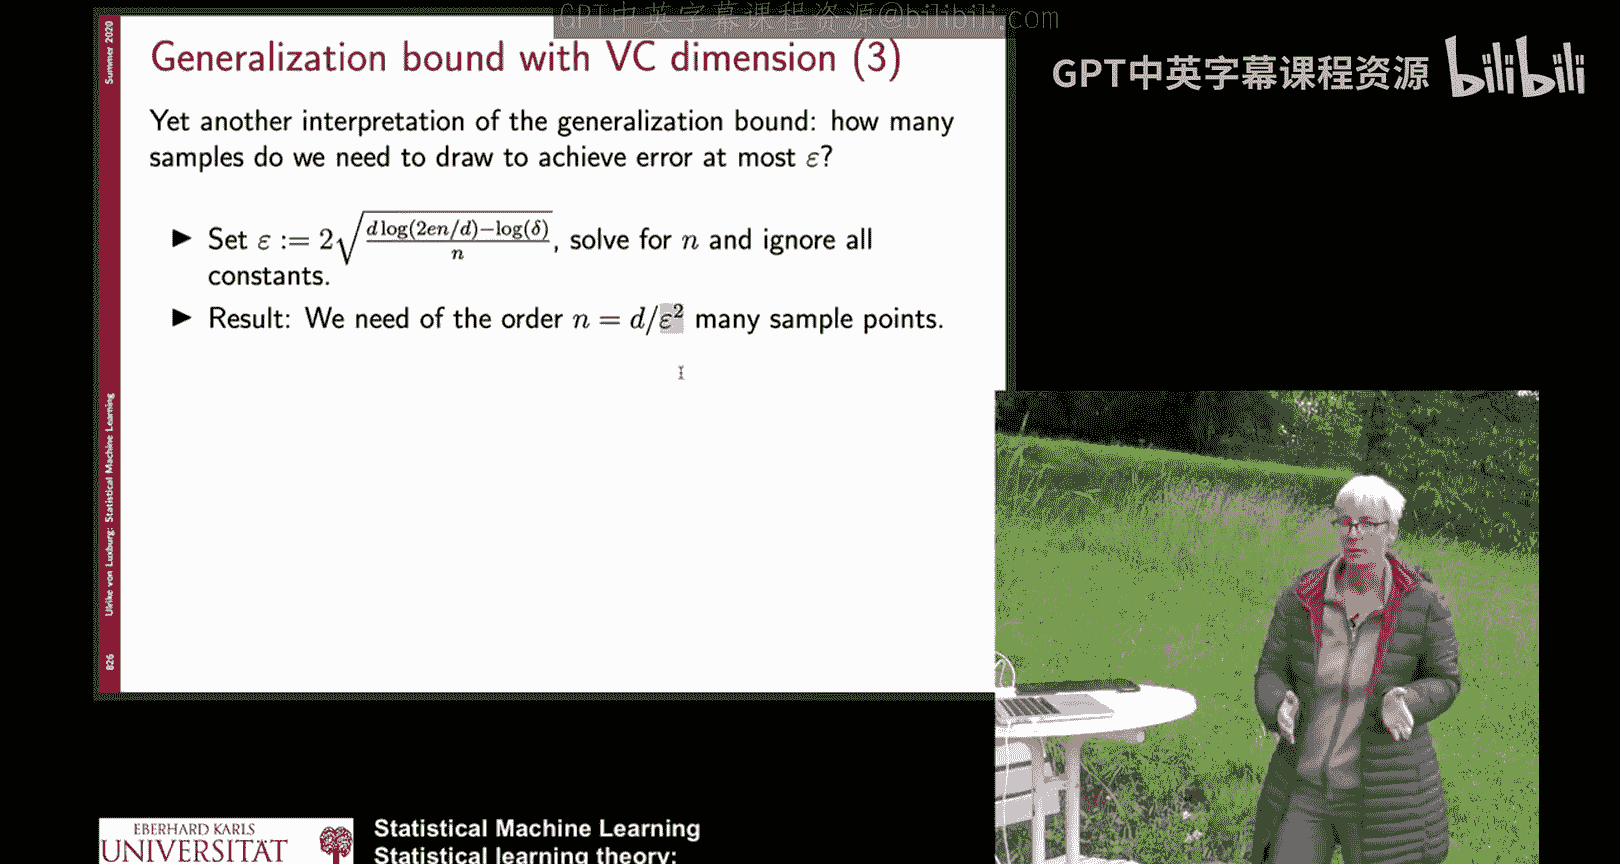 GPT中英字幕课程资源@bilibili.com
GPT中英字幕课程资源 bilibili
Summer 2020
Generalization bound with VC dimension (3)
Yet another interpretation of the generalization bound: how many
samples do we need to draw to achieve error at most ε?
▶ Set ε := 2√((d log(2en/d)−log(δ))/n), solve for n and ignore all
constants.
▶ Result: We need of the order n = d/ε² many sample points.
Ulrike von Luxburg: Statistical Machine Learning
826
EBERHARD KARLS
UNIVERSITÄT
Statistical Machine Learning
Statistical learning theory: